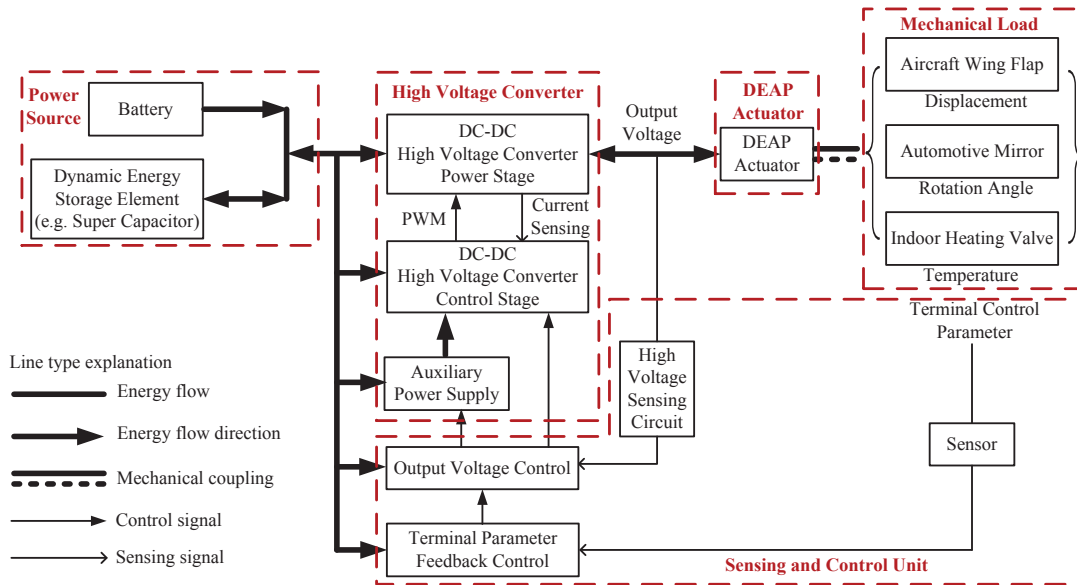 Power
Source
Battery
Dynamic Energy
Storage Element
(e.g. Super Capacitor)
High Voltage Converter
DC-DC
High Voltage Converter
Power Stage
PWM
Current
Sensing
DC-DC
High Voltage Converter
Control Stage
Auxiliary
Power Supply
Output
Voltage
DEAP
Actuator
DEAP
Actuator
Mechanical Load
Aircraft Wing Flap
Displacement
Automotive Mirror
Rotation Angle
Indoor Heating Valve
Temperature
Terminal Control
Parameter
High
Voltage
Sensing
Circuit
Sensor
Output Voltage Control
Terminal Parameter
Feedback Control
Sensing and Control Unit
Line type explanation
Energy flow
Energy flow direction
Mechanical coupling
Control signal
Sensing signal